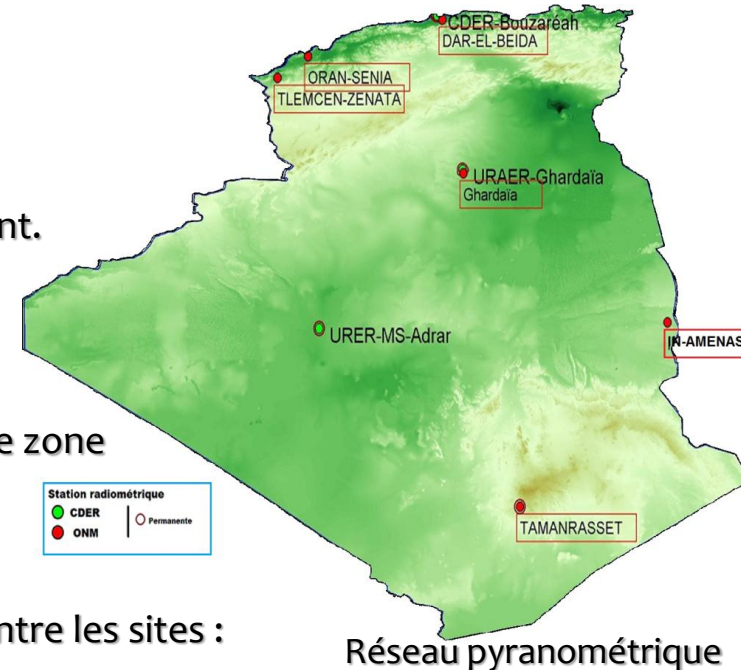 CDER-Bouzaréah
DAR-EL-BEIDA
ORAN-SENIA
TLEMCEN-ZENATA
URAER-Ghardaïa
Ghardaïa
nt.
URER-MS-Adrar
IN-AMENAS
e zone
Station radiométrique
CDER
ONM
Permanente
TAMANRASSET
ntre les sites :
Réseau pyranométrique